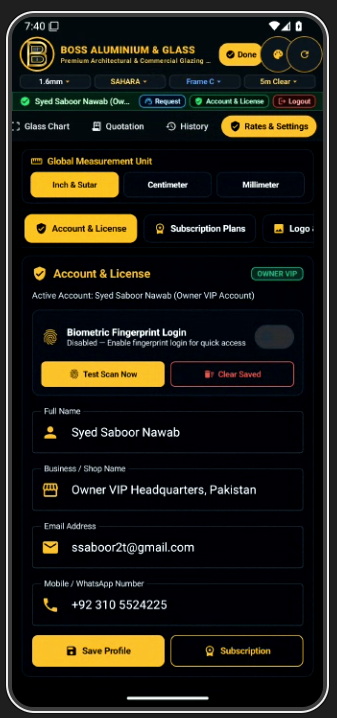 7:40
BOSS ALUMINIUM & GLASS
Premium Architectural & Commercial Glazing ...
Done
1.6mm
SAHARA
Frame C
5m Clear
Syed Saboor Nawab (Ow...
Request
Account & License
Logout
Glass Chart
Quotation
History
Rates & Settings
Global Measurement Unit
Inch & Sutar
Centimeter
Millimeter
Account & License
Subscription Plans
Logo
Account & License
OWNER VIP
Active Account: Syed Saboor Nawab (Owner VIP Account)
Biometric Fingerprint Login
Disabled — Enable fingerprint login for quick access
Test Scan Now
Clear Saved
Full Name
Syed Saboor Nawab
Business / Shop Name
Owner VIP Headquarters, Pakistan
Email Address
ssaboor2t@gmail.com
Mobile / WhatsApp Number
+92 310 5524225
Save Profile
Subscription